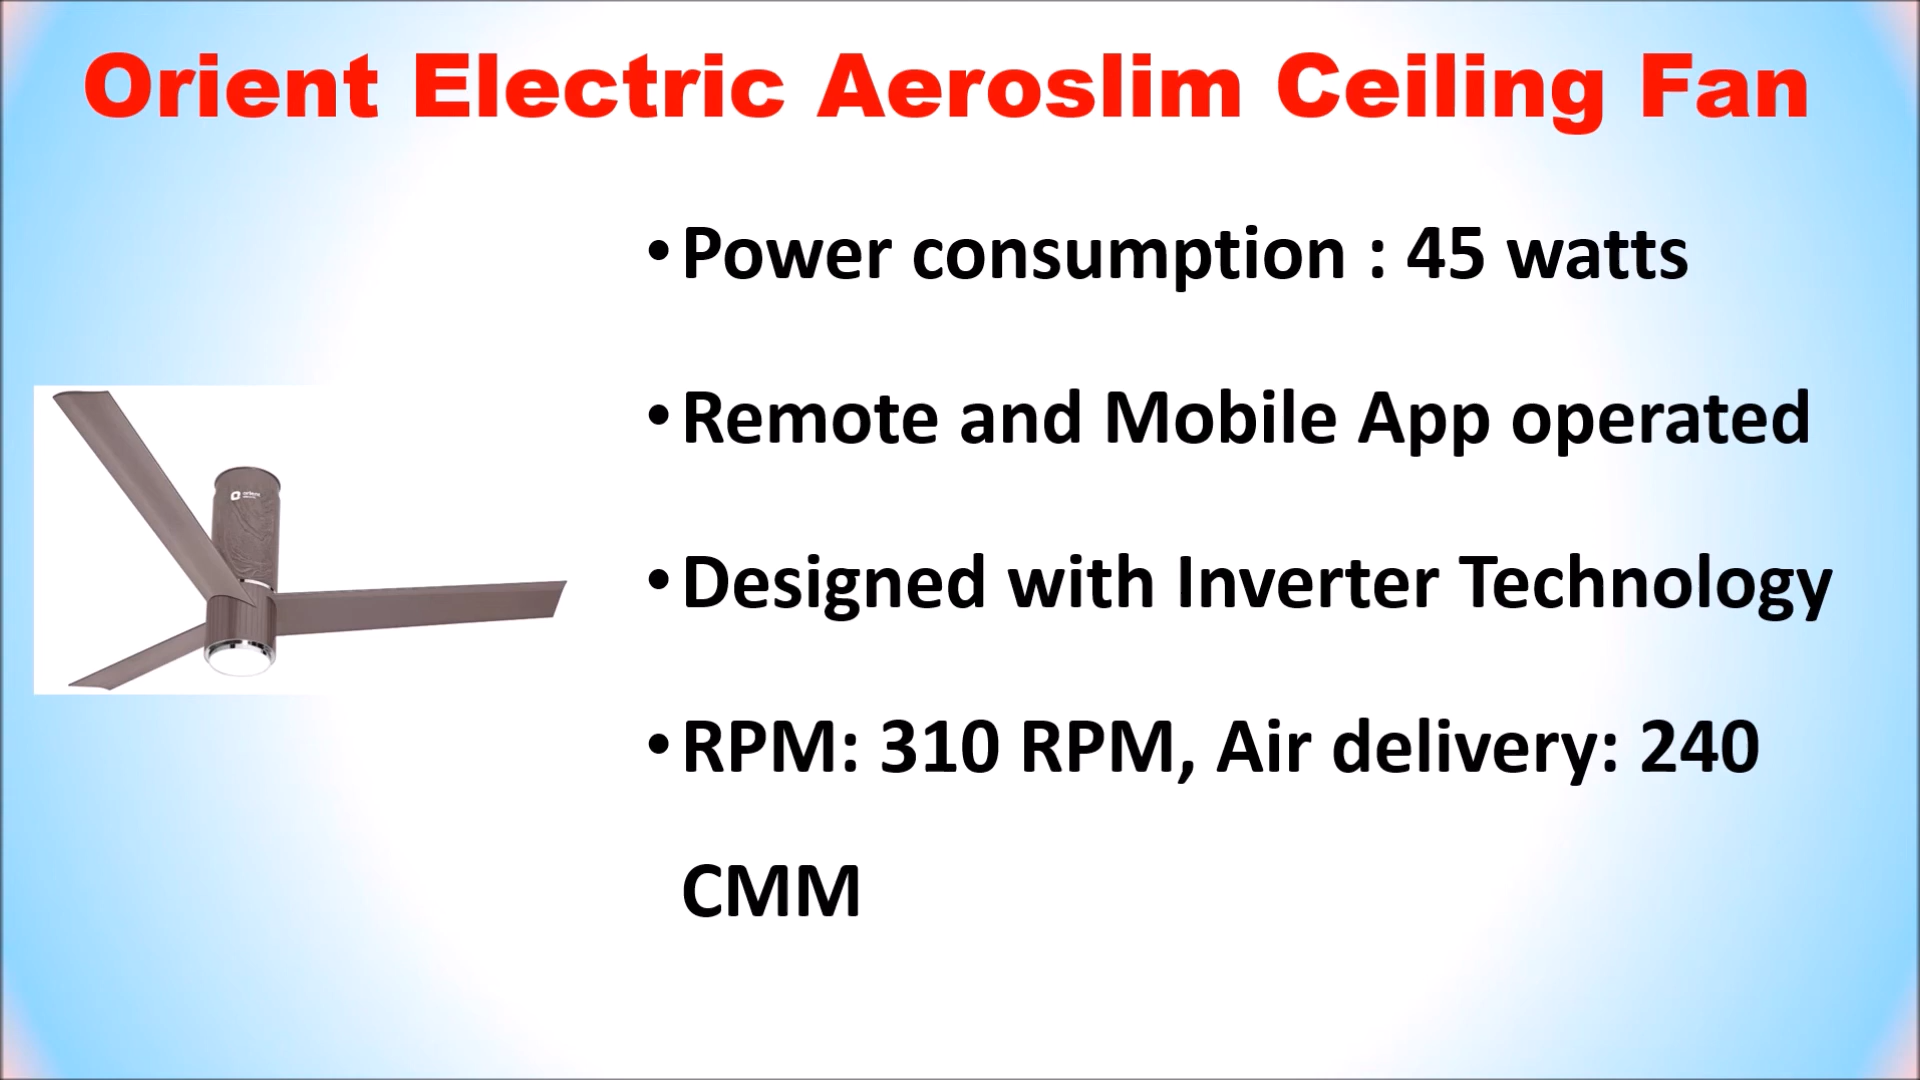 Orient Electric Aeroslim Ceiling Fan
•Power consumption : 45 watts
•Remote and Mobile App operated
•Designed with Inverter Technology
•RPM: 310 RPM, Air delivery: 240
CMM
orient